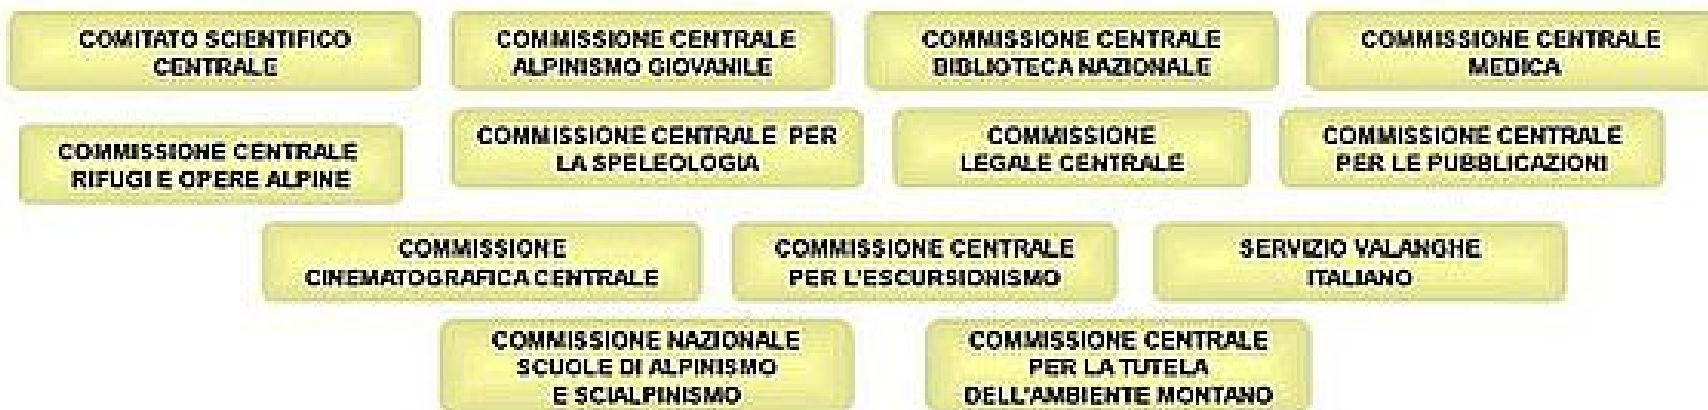 COMITATO SCIENTIFICO
CENTRALE
COMMISSIONE CENTRALE
ALPINISMO GIOVANILE
COMMISSIONE CENTRALE
BIBLIOTECA NAZIONALE
COMMISSIONE CENTRALE
MEDICA
COMMISSIONE CENTRALE
RIFUGI E OPERE ALPINE
COMMISSIONE CENTRALE PER
LA SPELEOLOGIA
COMMISSIONE
LEGALE CENTRALE
COMMISSIONE CENTRALE
PER LE PUBBLICAZIONI
COMMISSIONE
CINEMATOGRAFICA CENTRALE
COMMISSIONE CENTRALE
PER L'ESCURSIONISMO
SERVIZIO VALANGHE
ITALIANO
COMMISSIONE NAZIONALE
SCUOLE DI ALPINISMO
E SCIALPINISMO
COMMISSIONE CENTRALE
PER LA TUTELA
DELL'AMBIENTE MONTANO